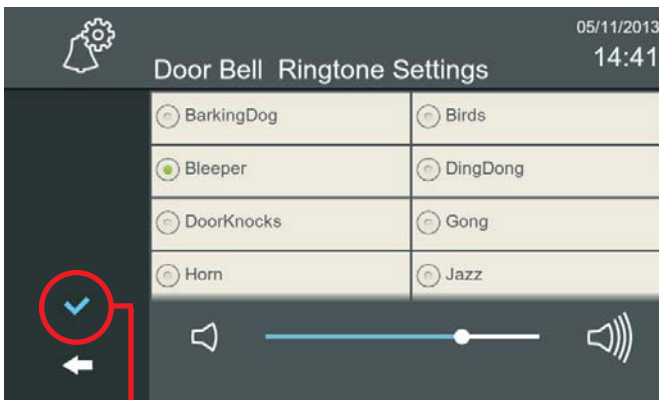 05/11/2013
14:41
Door Bell Ringtone Settings
BarkingDog
Birds
Bleeper
DingDong
DoorKnocks
Gong
Horn
Jazz